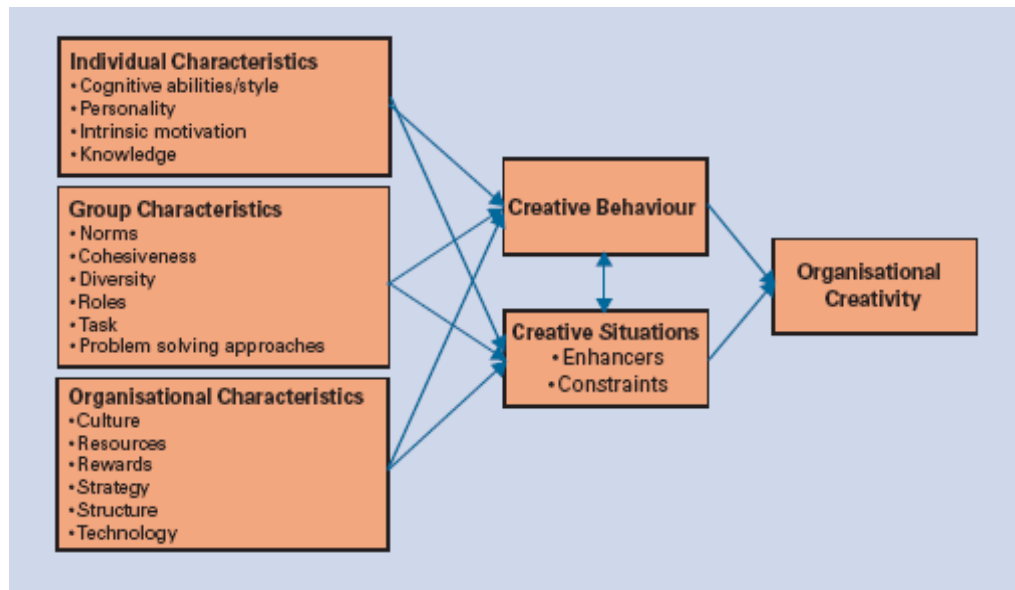 Individual Characteristics
• Cognitive abilities/style
• Personality
• Intrinsic motivation
• Knowledge
Group Characteristics
• Norms
• Cohesiveness
• Diversity
• Roles
• Task
• Problem solving approaches
Organisational Characteristics
• Culture
• Resources
• Rewards
• Strategy
• Structure
• Technology
Creative Behaviour
Creative Situations
• Enhancers
• Constraints
Organisational
Creativity